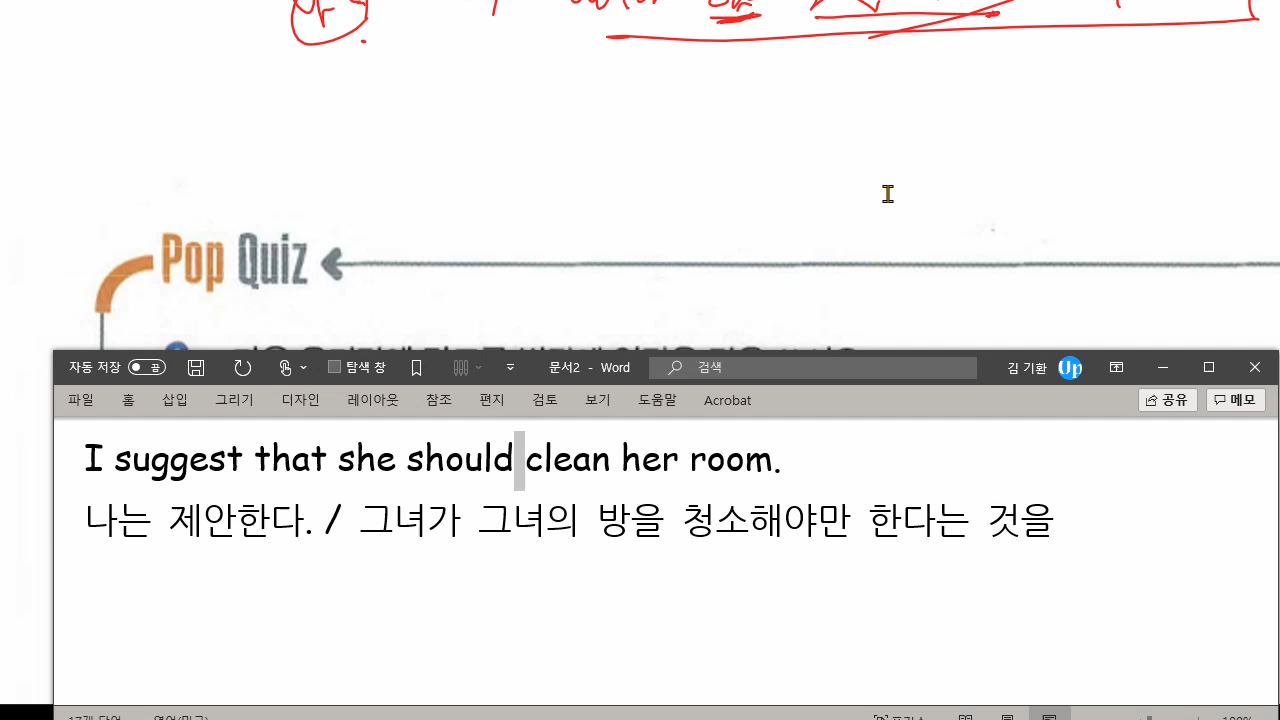 Pop Quiz
자동 저장 끔 탐색 창 문서2 - Word 검색 김 기환 Up
파일 홈 삽입 그리기 디자인 레이아웃 참조 편지 검토 보기 도움말 Acrobat 공유 메모
I suggest that she should clean her room.
나는 제안한다. / 그녀가 그녀의 방을 청소해야만 한다는 것을